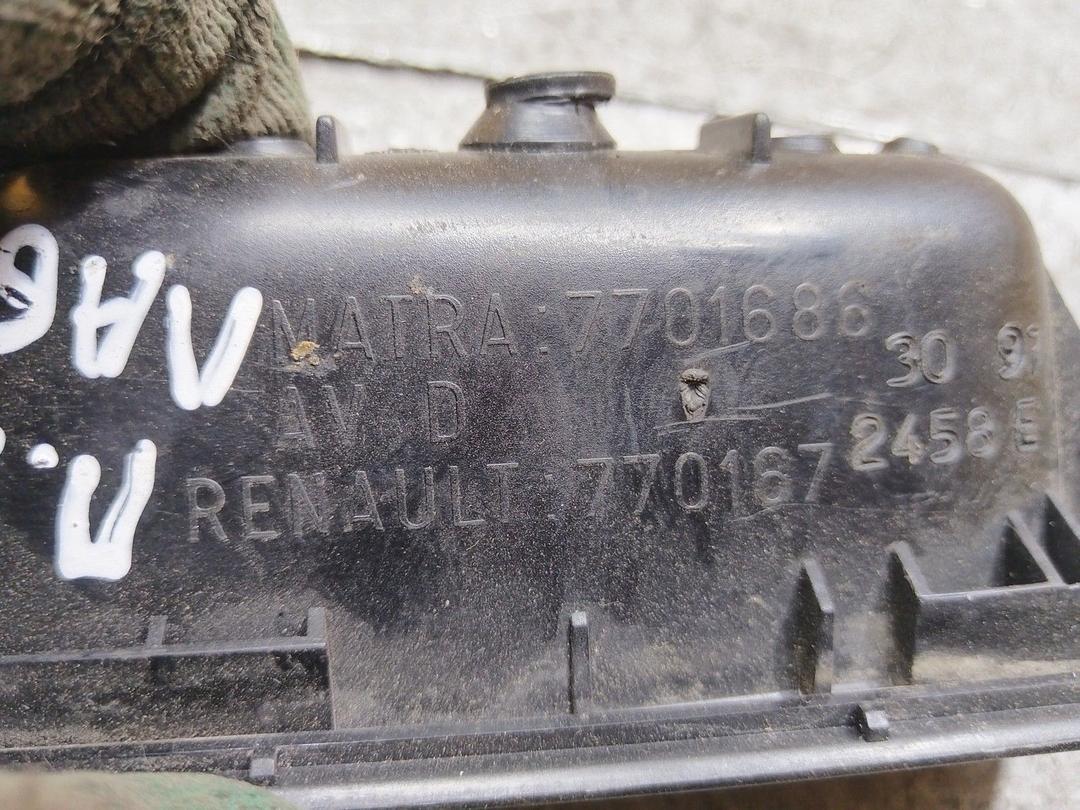 MATRA:7701686 30 91
AV.D
RENAULT:770167 2458 E